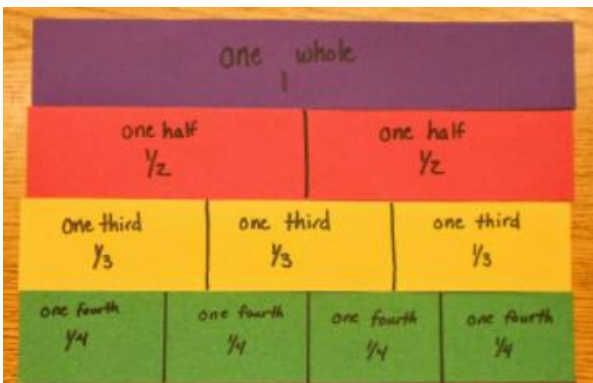 one whole
1
one half one half
1/2 1/2
one third one third one third
1/3 1/3 1/3
one fourth one fourth one fourth one fourth
1/4 1/4 1/4 1/4